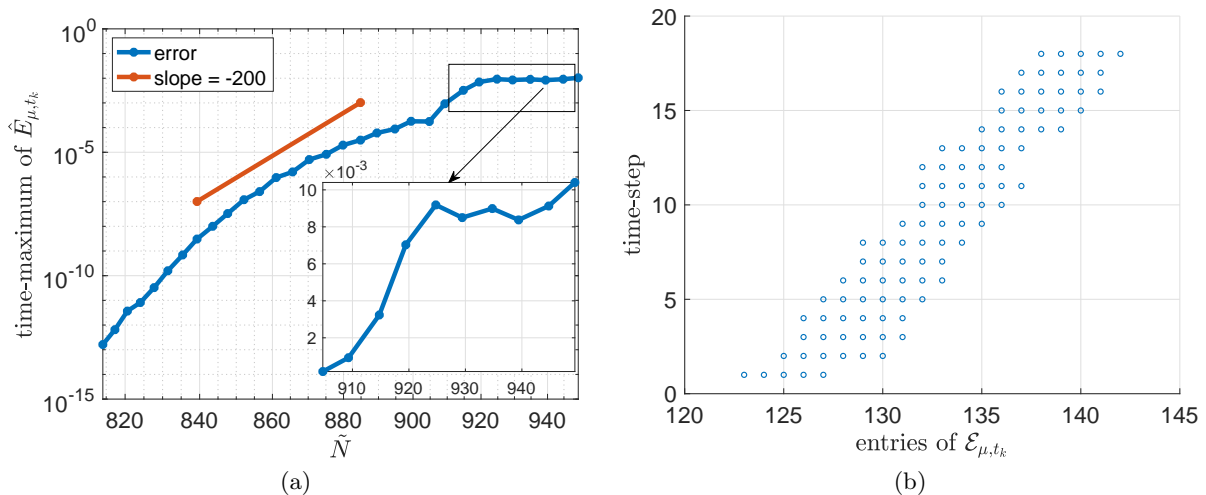 10^0
10^-5
10^-10
10^-15
time-maximum of Ê_{μ,t_k}
error
slope = -200
×10^-3
10
8
6
4
2
910 920 930 940
820 840 860 880 900 920 940
Ñ
(a)
20
15
10
5
0
time-step
120 125 130 135 140 145
entries of ℰ_{μ,t_k}
(b)